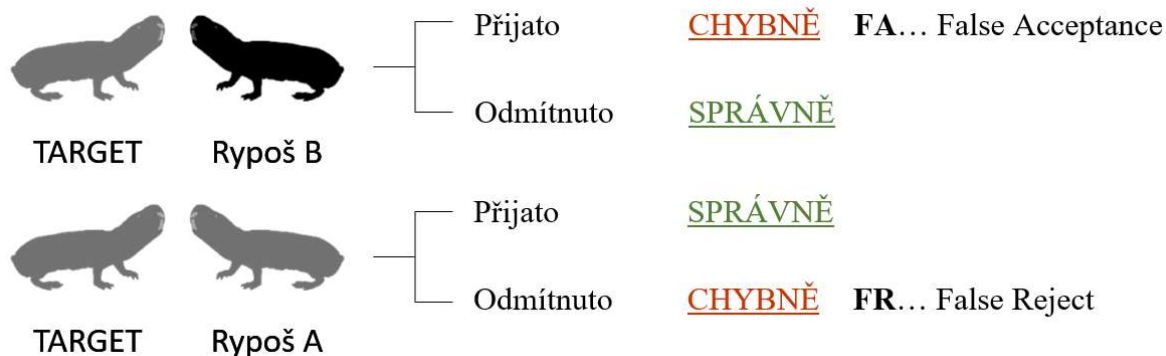 Přijato CHYBNĚ FA… False Acceptance
Odmítnuto SPRÁVNĚ
TARGET Rypoš B
Přijato SPRÁVNĚ
Odmítnuto CHYBNĚ FR… False Reject
TARGET Rypoš A